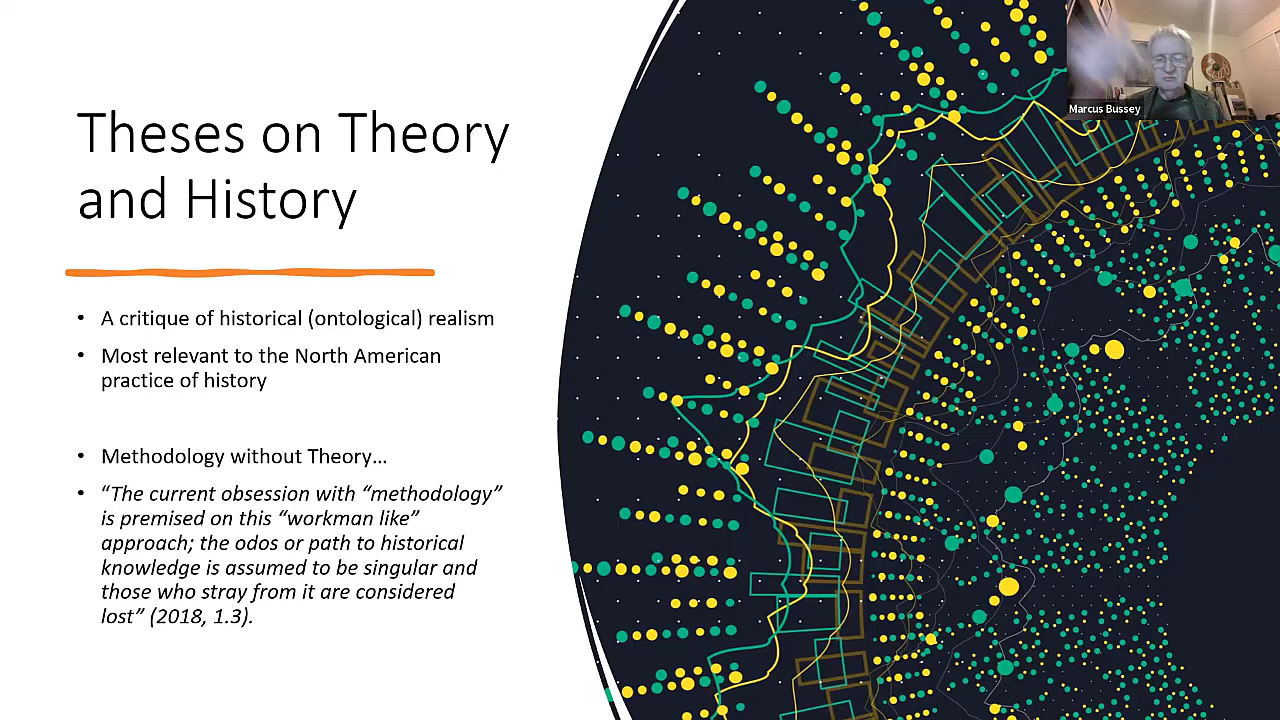 Theses on Theory
and History
• A critique of historical (ontological) realism
• Most relevant to the North American
practice of history
• Methodology without Theory…
• “The current obsession with “methodology”
is premised on this “workman like”
approach; the odos or path to historical
knowledge is assumed to be singular and
those who stray from it are considered
lost” (2018, 1.3).
Marcus Bussey